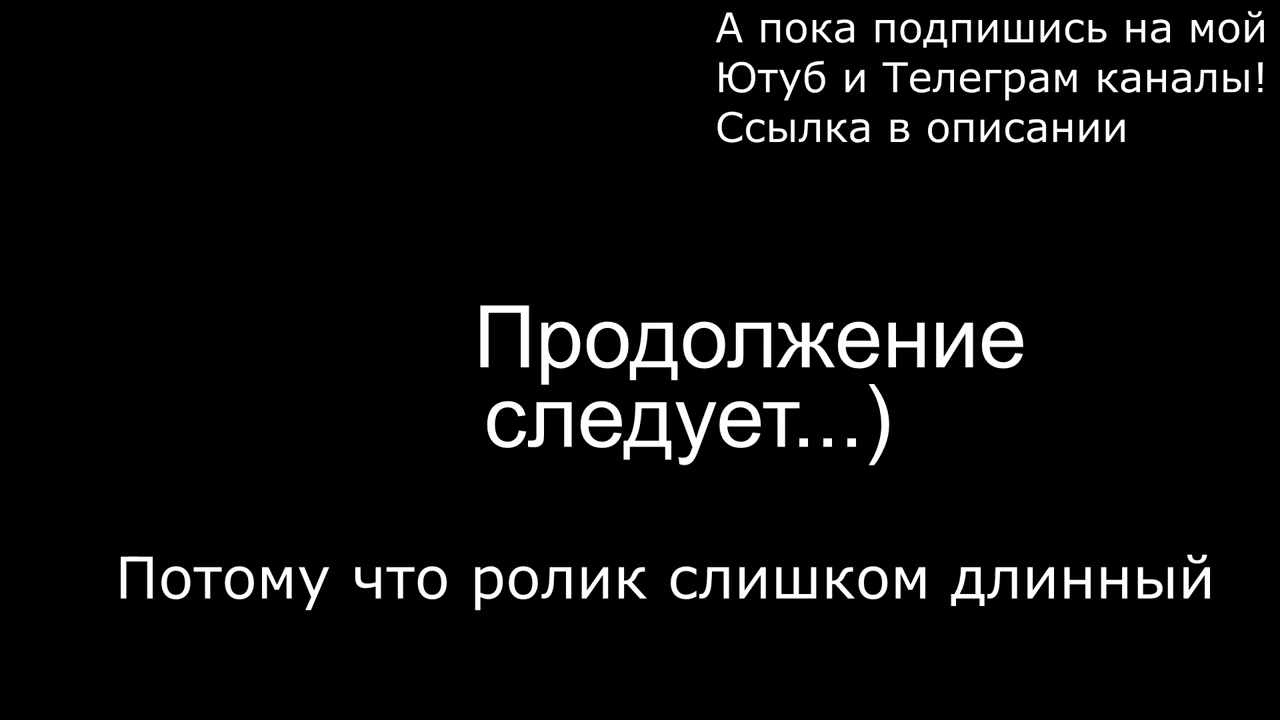 А пока подпишись на мой
Ютуб и Телеграм каналы!
Ссылка в описании
Продолжение
следует...)
Потому что ролик слишком длинный